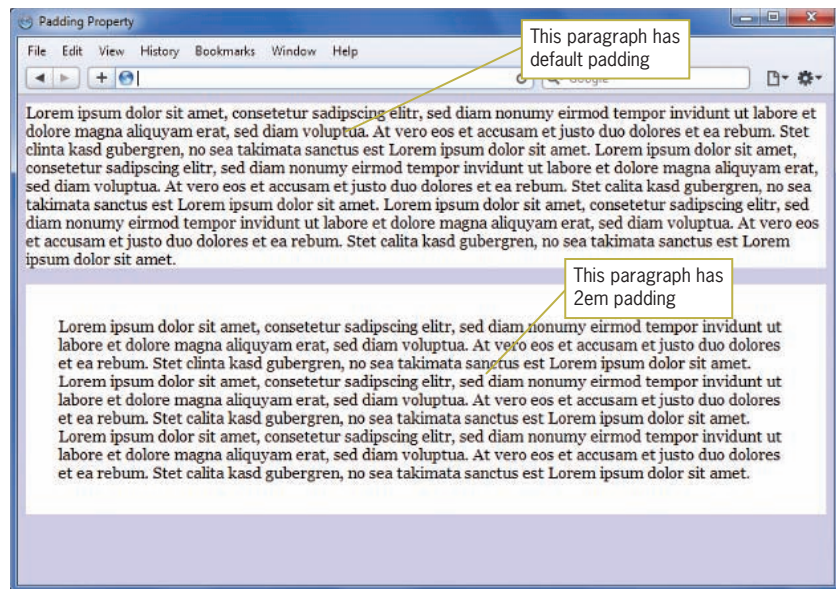 Padding Property
This paragraph has
default padding
File Edit View History Bookmarks Window Help
Google
Lorem ipsum dolor sit amet, consetetur sadipscing elitr, sed diam nonumy eirmod tempor invidunt ut labore et
dolore magna aliquyam erat, sed diam voluptua. At vero eos et accusam et justo duo dolores et ea rebum. Stet
clinta kasd gubergren, no sea takimata sanctus est Lorem ipsum dolor sit amet. Lorem ipsum dolor sit amet,
consetetur sadipscing elitr, sed diam nonumy eirmod tempor invidunt ut labore et dolore magna aliquyam erat,
sed diam voluptua. At vero eos et accusam et justo duo dolores et ea rebum. Stet calita kasd gubergren, no sea
takimata sanctus est Lorem ipsum dolor sit amet. Lorem ipsum dolor sit amet, consetetur sadipscing elitr, sed
diam nonumy eirmod tempor invidunt ut labore et dolore magna aliquyam erat, sed diam voluptua. At vero eos
et accusam et justo duo dolores et ea rebum. Stet calita kasd gubergren, no sea takimata sanctus est Lorem
ipsum dolor sit amet.
This paragraph has
2em padding
Lorem ipsum dolor sit amet, consetetur sadipscing elitr, sed diam nonumy eirmod tempor invidunt ut
labore et dolore magna aliquyam erat, sed diam voluptua. At vero eos et accusam et justo duo dolores
et ea rebum. Stet clinta kasd gubergren, no sea takimata sanctus est Lorem ipsum dolor sit amet.
Lorem ipsum dolor sit amet, consetetur sadipscing elitr, sed diam nonumy eirmod tempor invidunt ut
labore et dolore magna aliquyam erat, sed diam voluptua. At vero eos et accusam et justo duo dolores
et ea rebum. Stet calita kasd gubergren, no sea takimata sanctus est Lorem ipsum dolor sit amet.
Lorem ipsum dolor sit amet, consetetur sadipscing elitr, sed diam nonumy eirmod tempor invidunt ut
labore et dolore magna aliquyam erat, sed diam voluptua. At vero eos et accusam et justo duo dolores
et ea rebum. Stet calita kasd gubergren, no sea takimata sanctus est Lorem ipsum dolor sit amet.